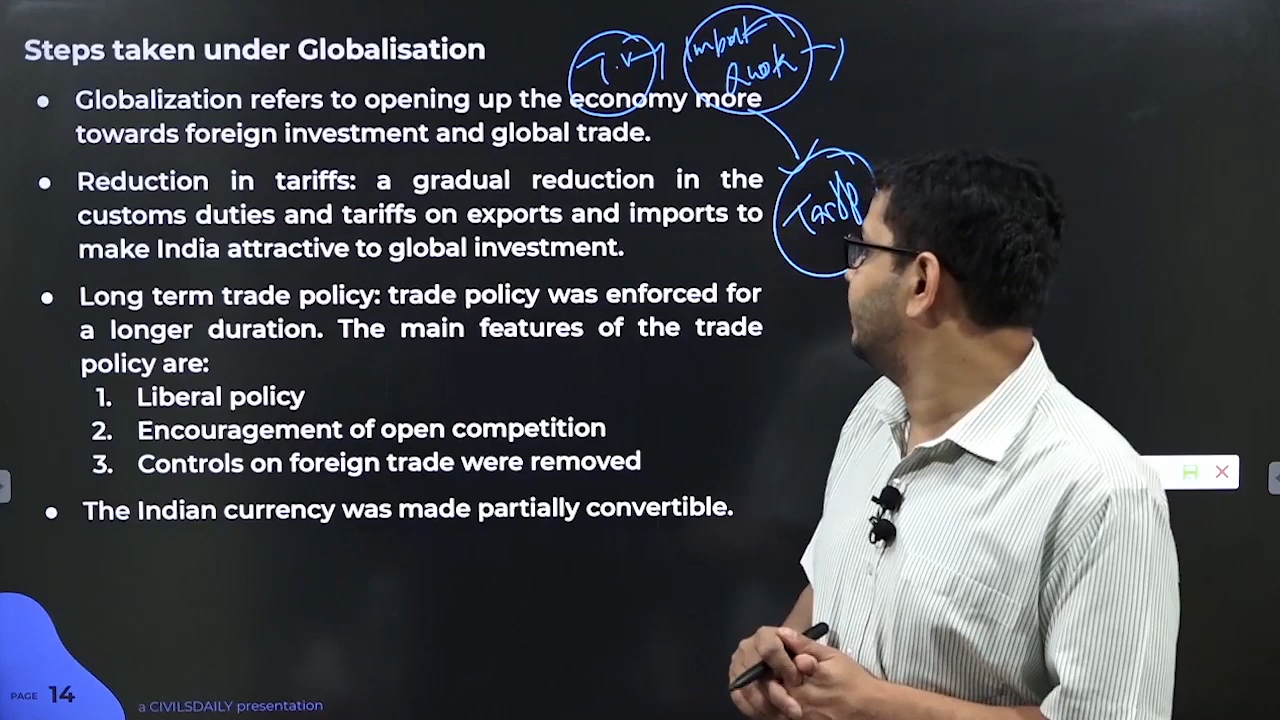 Steps taken under Globalisation
T.V
Import
Quota
Tariff
• Globalization refers to opening up the economy more
towards foreign investment and global trade.
• Reduction in tariffs: a gradual reduction in the
customs duties and tariffs on exports and imports to
make India attractive to global investment.
• Long term trade policy: trade policy was enforced for
a longer duration. The main features of the trade
policy are:
1. Liberal policy
2. Encouragement of open competition
3. Controls on foreign trade were removed
• The Indian currency was made partially convertible.
PAGE 14
a CIVILSDAILY presentation